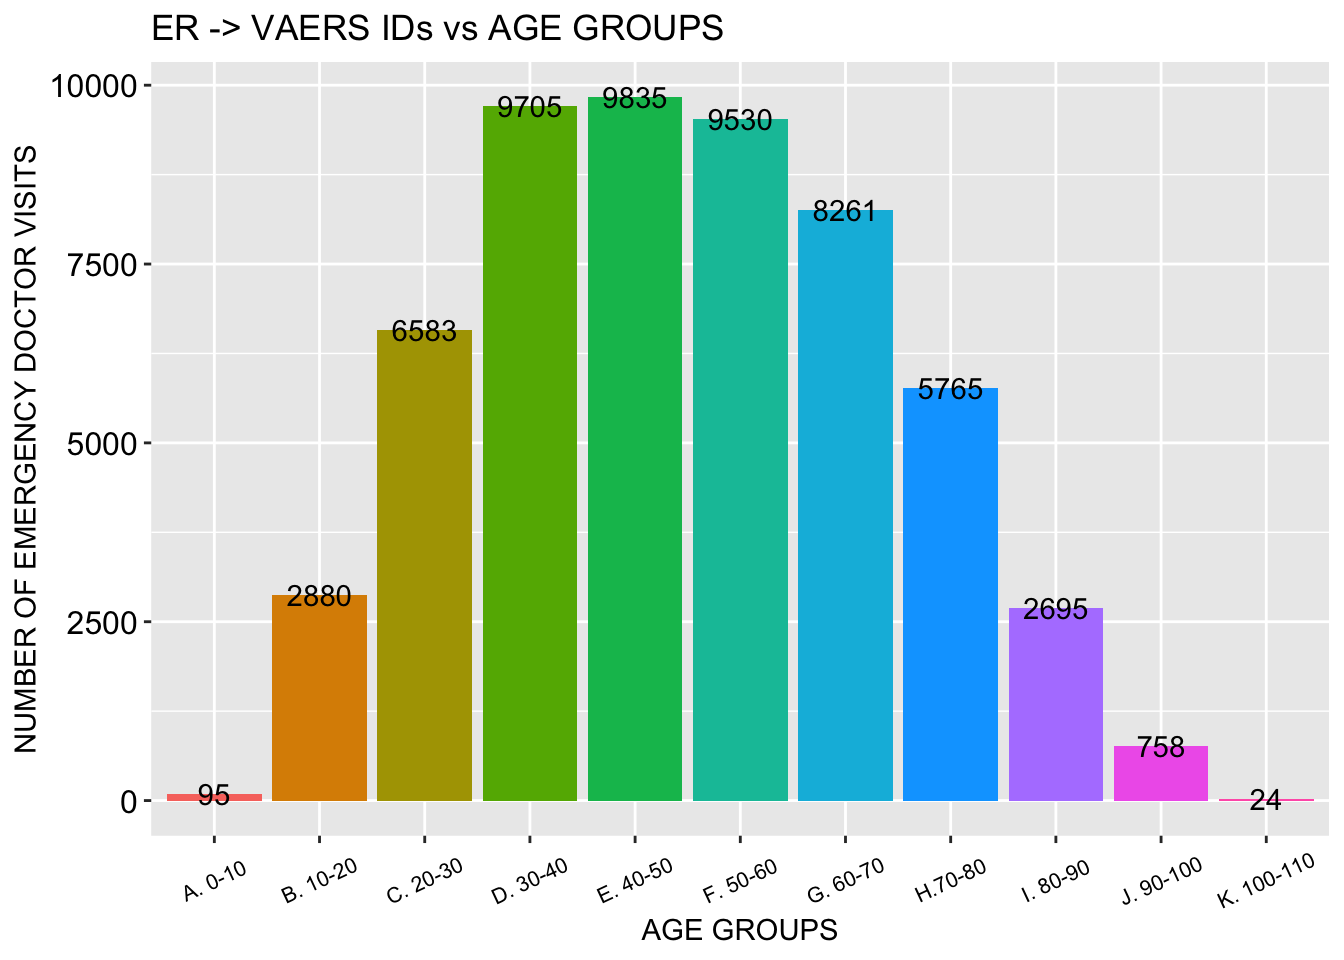 ER -> VAERS IDs vs AGE GROUPS
NUMBER OF EMERGENCY DOCTOR VISITS
10000
7500
5000
2500
0
95
2880
6583
9705
9835
9530
8261
5765
2695
758
24
A. 0-10
B. 10-20
C. 20-30
D. 30-40
E. 40-50
F. 50-60
G. 60-70
H.70-80
I. 80-90
J. 90-100
K. 100-110
AGE GROUPS